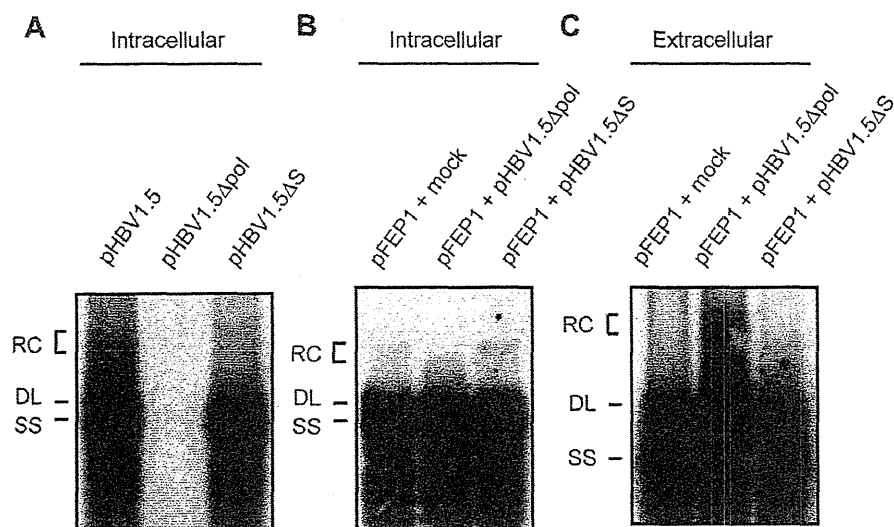 A
Intracellular
pHBV1.5
pHBV1.5Δpol
pHBV1.5ΔS
RC
DL
SS
B
Intracellular
pFEP1 + mock
pFEP1 + pHBV1.5Δpol
pFEP1 + pHBV1.5ΔS
RC
DL
SS
C
Extracellular
pFEP1 + mock
pFEP1 + pHBV1.5Δpol
pFEP1 + pHBV1.5ΔS
RC
DL
SS